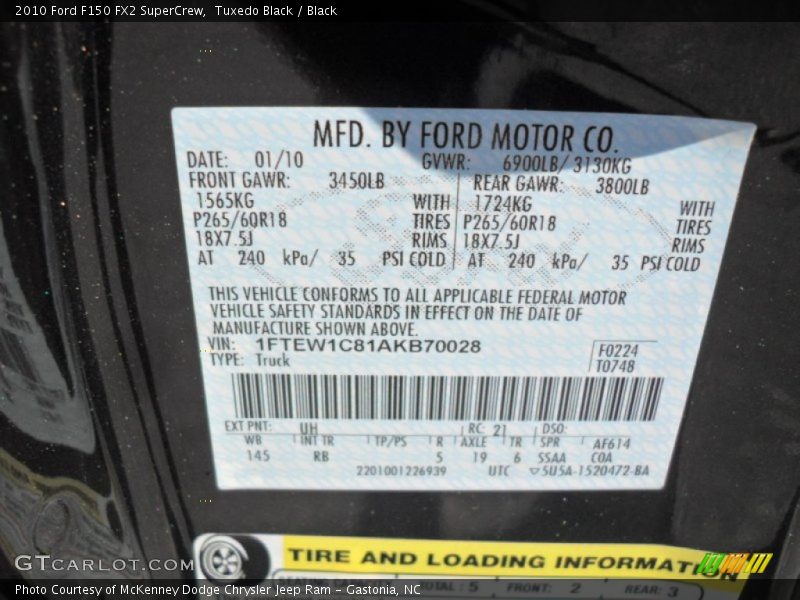 2010 Ford F150 FX2 SuperCrew,  Tuxedo Black / Black
MFD. BY FORD MOTOR CO.
DATE: 01/10 GVWR: 6900LB/ 3130KG
FRONT GAWR: 3450LB REAR GAWR: 3800LB
1565KG WITH 1724KG WITH
P265/60R18 TIRES P265/60R18 TIRES
18X7.5J RIMS 18X7.5J RIMS
AT 240 kPa/ 35 PSI COLD AT 240 kPa/ 35 PSI COLD
THIS VEHICLE CONFORMS TO ALL APPLICABLE FEDERAL MOTOR
VEHICLE SAFETY STANDARDS IN EFFECT ON THE DATE OF
MANUFACTURE SHOWN ABOVE.
VIN: 1FTEW1C81AKB70028 F0224
TYPE: Truck T0748
EXT PNT: UH RC: 21 DSO:
WB INT TR TP/PS R AXLE TR SPR AF614
145 RB 5 19 6 SSAA COA
2201001226939 UTC ▽5U5A-1520472-BA
TIRE AND LOADING INFORMATION
TOTAL : 5 FRONT: 2 REAR: 3
GTCarlot.com
Photo Courtesy of McKenney Dodge Chrysler Jeep Ram - Gastonia, NC